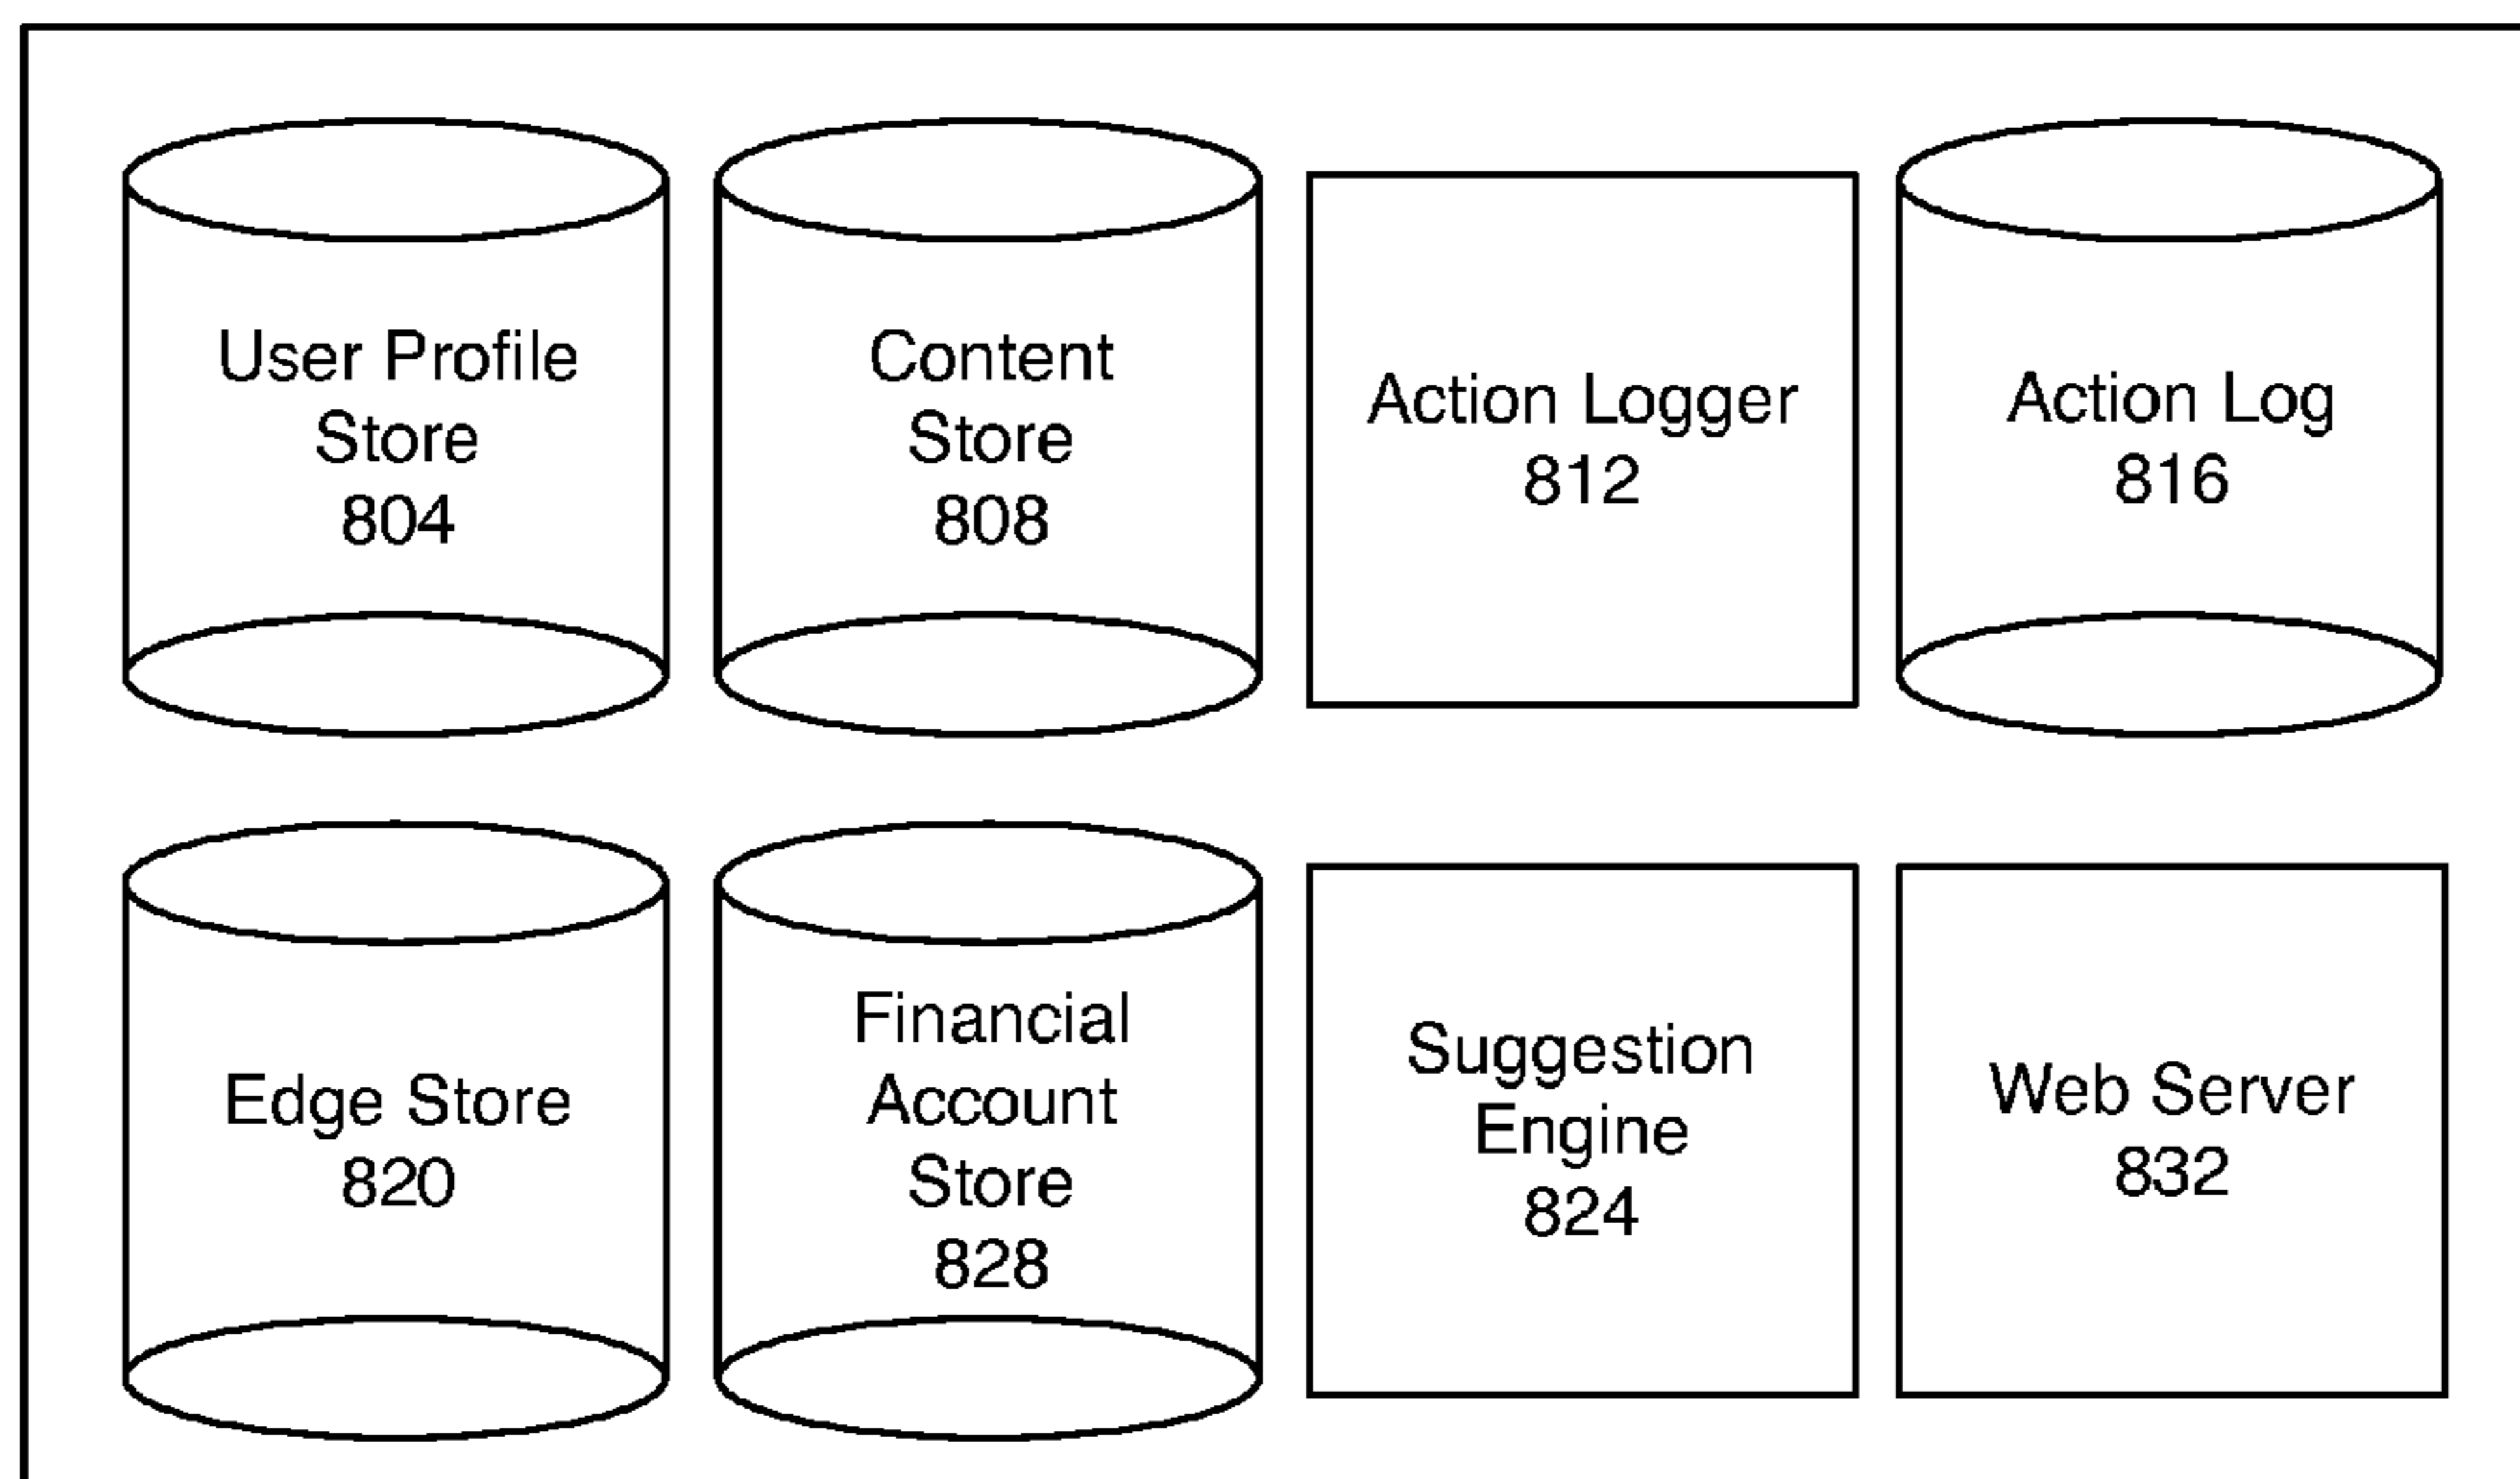 User Profile
Store
804
Content
Store
808
Action Logger
812
Action Log
816
Edge Store
820
Financial
Account
Store
828
Suggestion
Engine
824
Web Server
832